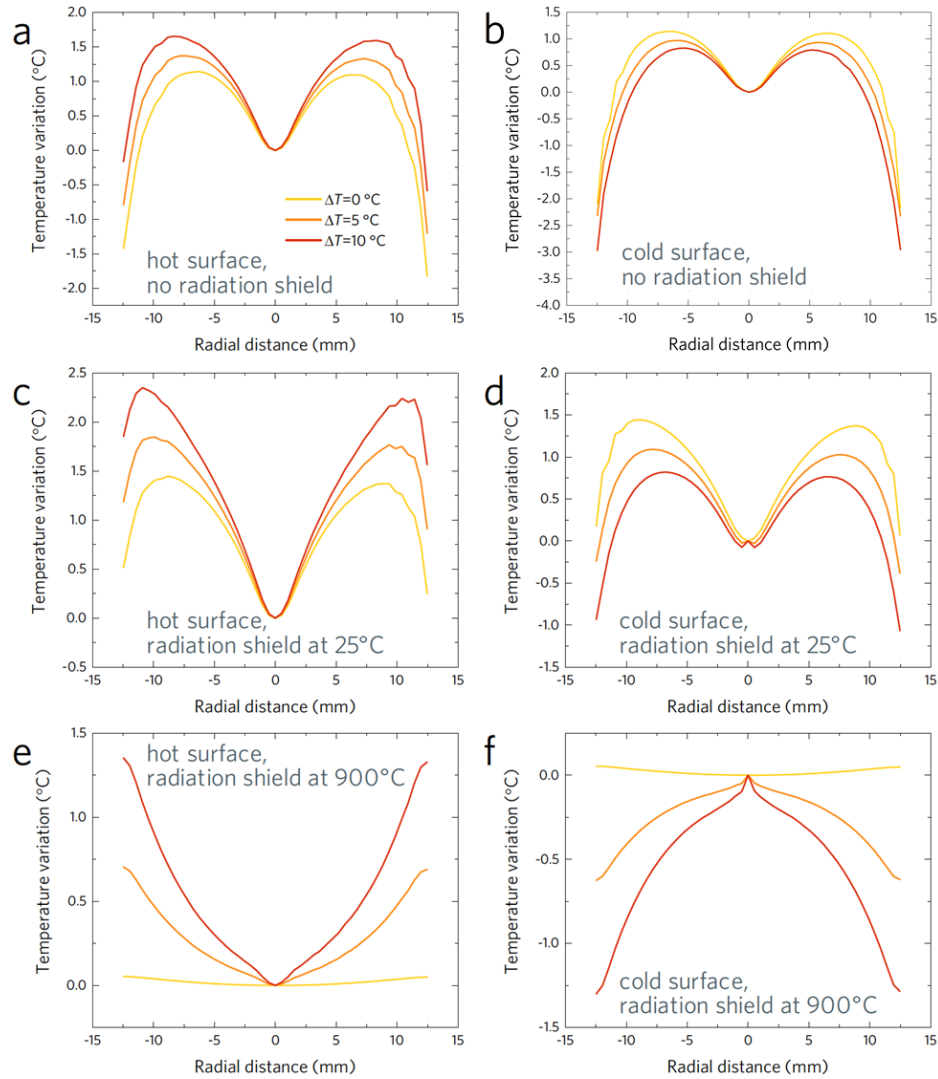 a
Temperature variation (°C)
2.0
1.5
1.0
0.5
0.0
-0.5
-1.0
-1.5
2.0
ΔT=0 °C
ΔT=5 °C
ΔT=10 °C
hot surface,
no radiation shield
-15 -10 -5 0 5 10 15
Radial distance (mm)
b
Temperature variation (°C)
1.5
1.0
0.5
0.0
-0.5
-1.0
-1.5
-2.0
-2.5
-3.0
-3.5
-4.0
cold surface,
no radiation shield
-15 -10 -5 0 5 10 15
Radial distance (mm)
c
Temperature variation (°C)
2.5
2.0
1.5
1.0
0.5
0.0
-0.5
hot surface,
radiation shield at 25°C
-15 -10 -5 0 5 10 15
Radial distance (mm)
d
Temperature variation (°C)
2.0
1.5
1.0
0.5
0.0
-0.5
-1.0
-1.5
cold surface,
radiation shield at 25°C
-15 -10 -5 0 5 10 15
Radial distance (mm)
e
Temperature variation (°C)
1.5
1.0
0.5
0.0
hot surface,
radiation shield at 900°C
-15 -10 -5 0 5 10 15
Radial distance (mm)
f
Temperature variation (°C)
0.0
-0.5
-1.0
-1.5
cold surface,
radiation shield at 900°C
-15 -10 -5 0 5 10 15
Radial distance (mm)